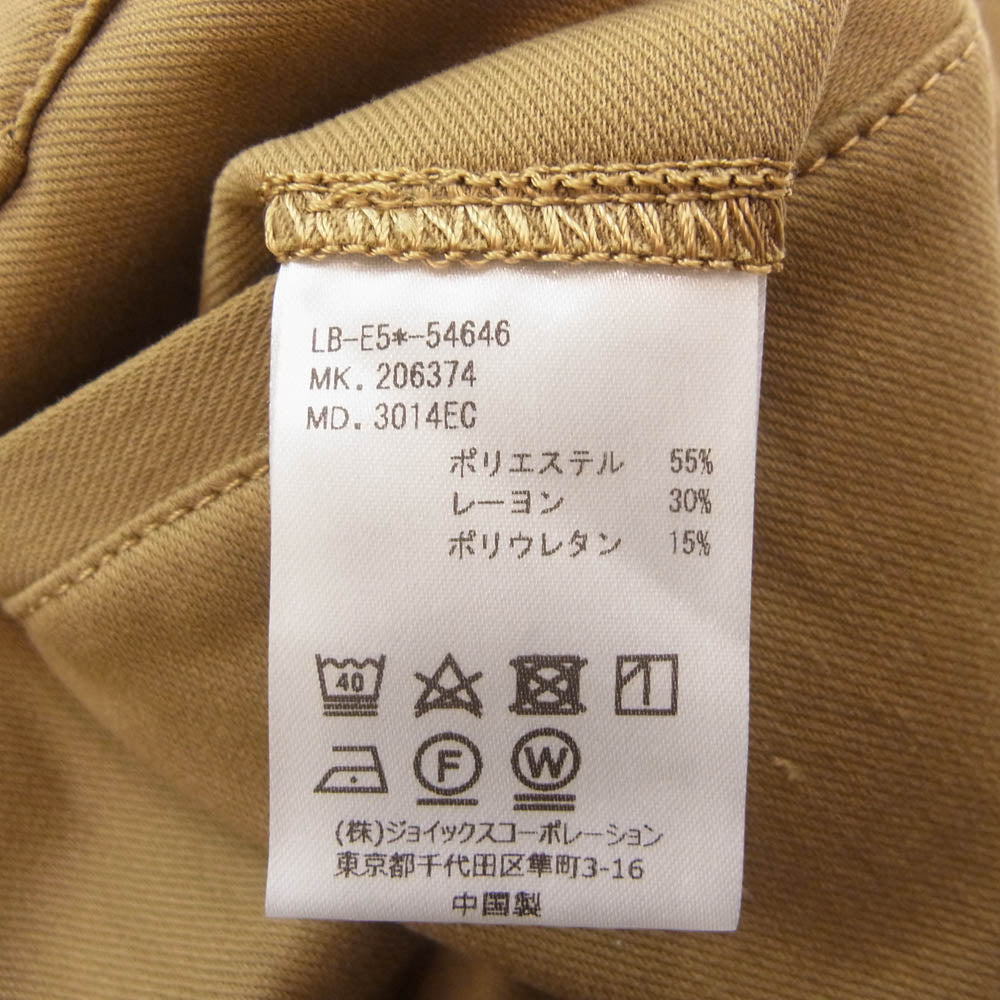 LB-E5*-54646
MK. 206374
MD. 3014EC
ポリエステル 55%
レーヨン 30%
ポリウレタン 15%
40
F W
(株)ジョイックスコーポレーション
東京都千代田区隼町3-16
中国製